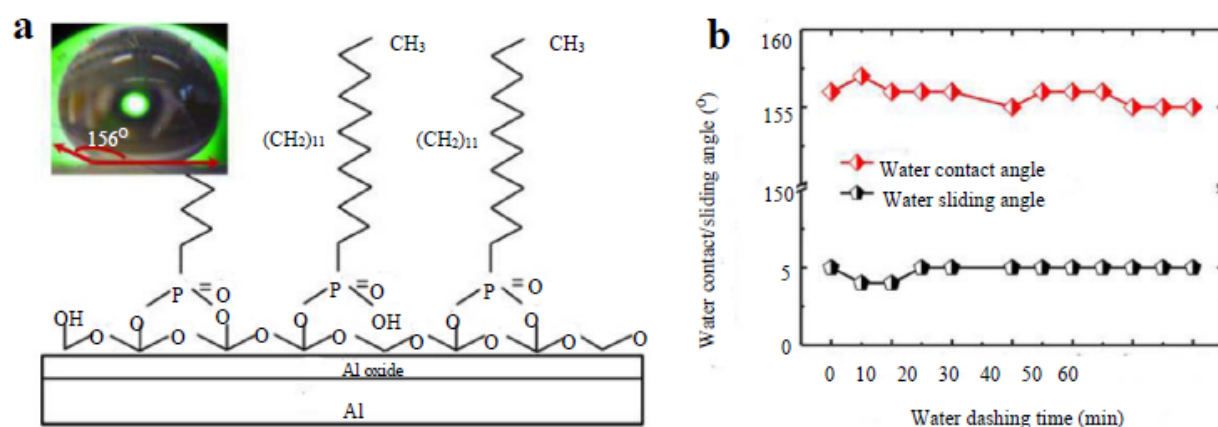 a
156°
CH3
CH3
(CH2)11
(CH2)11
P
=O
P
=O
P
=O
OH
O
O
O
O
O
O
O
OH
O
O
O
O
O
O
Al oxide
Al
b
Water contact/sliding angle (°)
160
155
150
5
0
Water contact angle
Water sliding angle
0 10 20 30 40 50 60
Water dashing time (min)